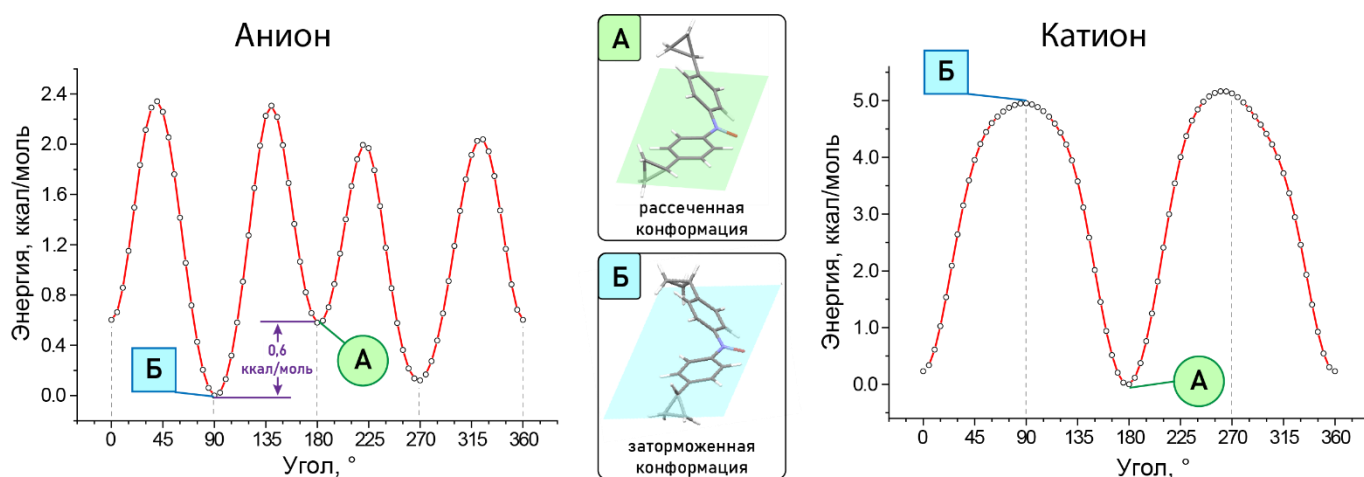 Анион
Энергия, ккал/моль
2.4
2.0
1.6
1.2
0.8
0.4
0.0
Б
0,6
ккал/моль
А
0 45 90 135 180 225 270 315 360
Угол, °
А
рассеченная
конформация
Б
заторможенная
конформация
Катион
Энергия, ккал/моль
5.0
4.0
3.0
2.0
1.0
0.0
Б
А
0 45 90 135 180 225 270 315 360
Угол, °